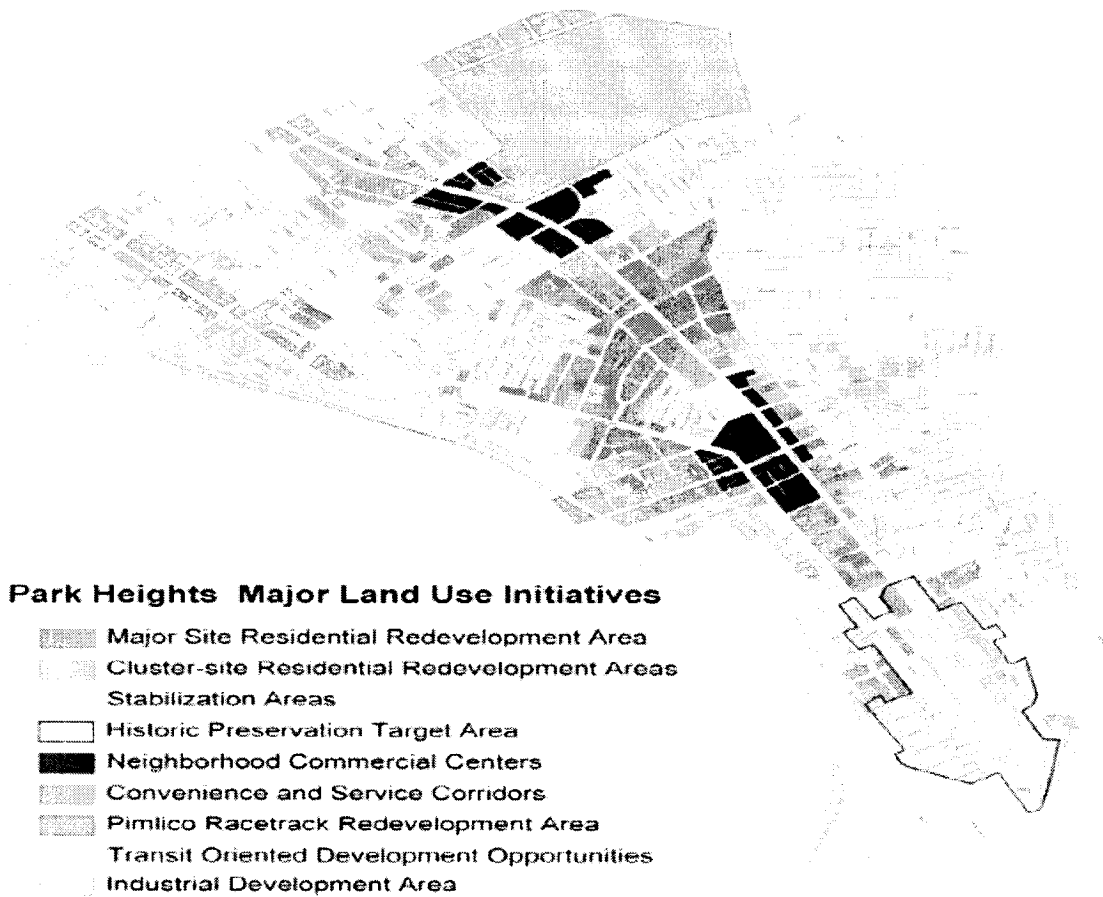 Park Heights Major Land Use Initiatives
Major Site Residential Redevelopment Area
Cluster-site Residential Redevelopment Areas
Stabilization Areas
Historic Preservation Target Area
Neighborhood Commercial Centers
Convenience and Service Corridors
Pimlico Racetrack Redevelopment Area
Transit Oriented Development Opportunities
Industrial Development Area